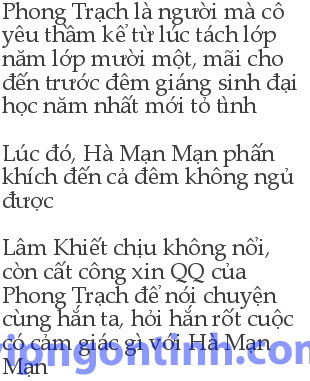 Phong Trạch là người mà cô
yêu thầm kể từ lúc tách lớp
năm lớp mười một, mãi cho
đến trước đêm giáng sinh đại
học năm nhất mới tỏ tình
Lúc đó, Hà Mạn Mạn phấn
khích đến cả đêm không ngủ
được
Lâm Khiết chịu không nổi,
còn cất công xin QQ của
Phong Trạch để nói chuyện
cùng hắn ta, hỏi hắn rốt cuộc
có cảm giác gì với Hà Mạn
Mạn